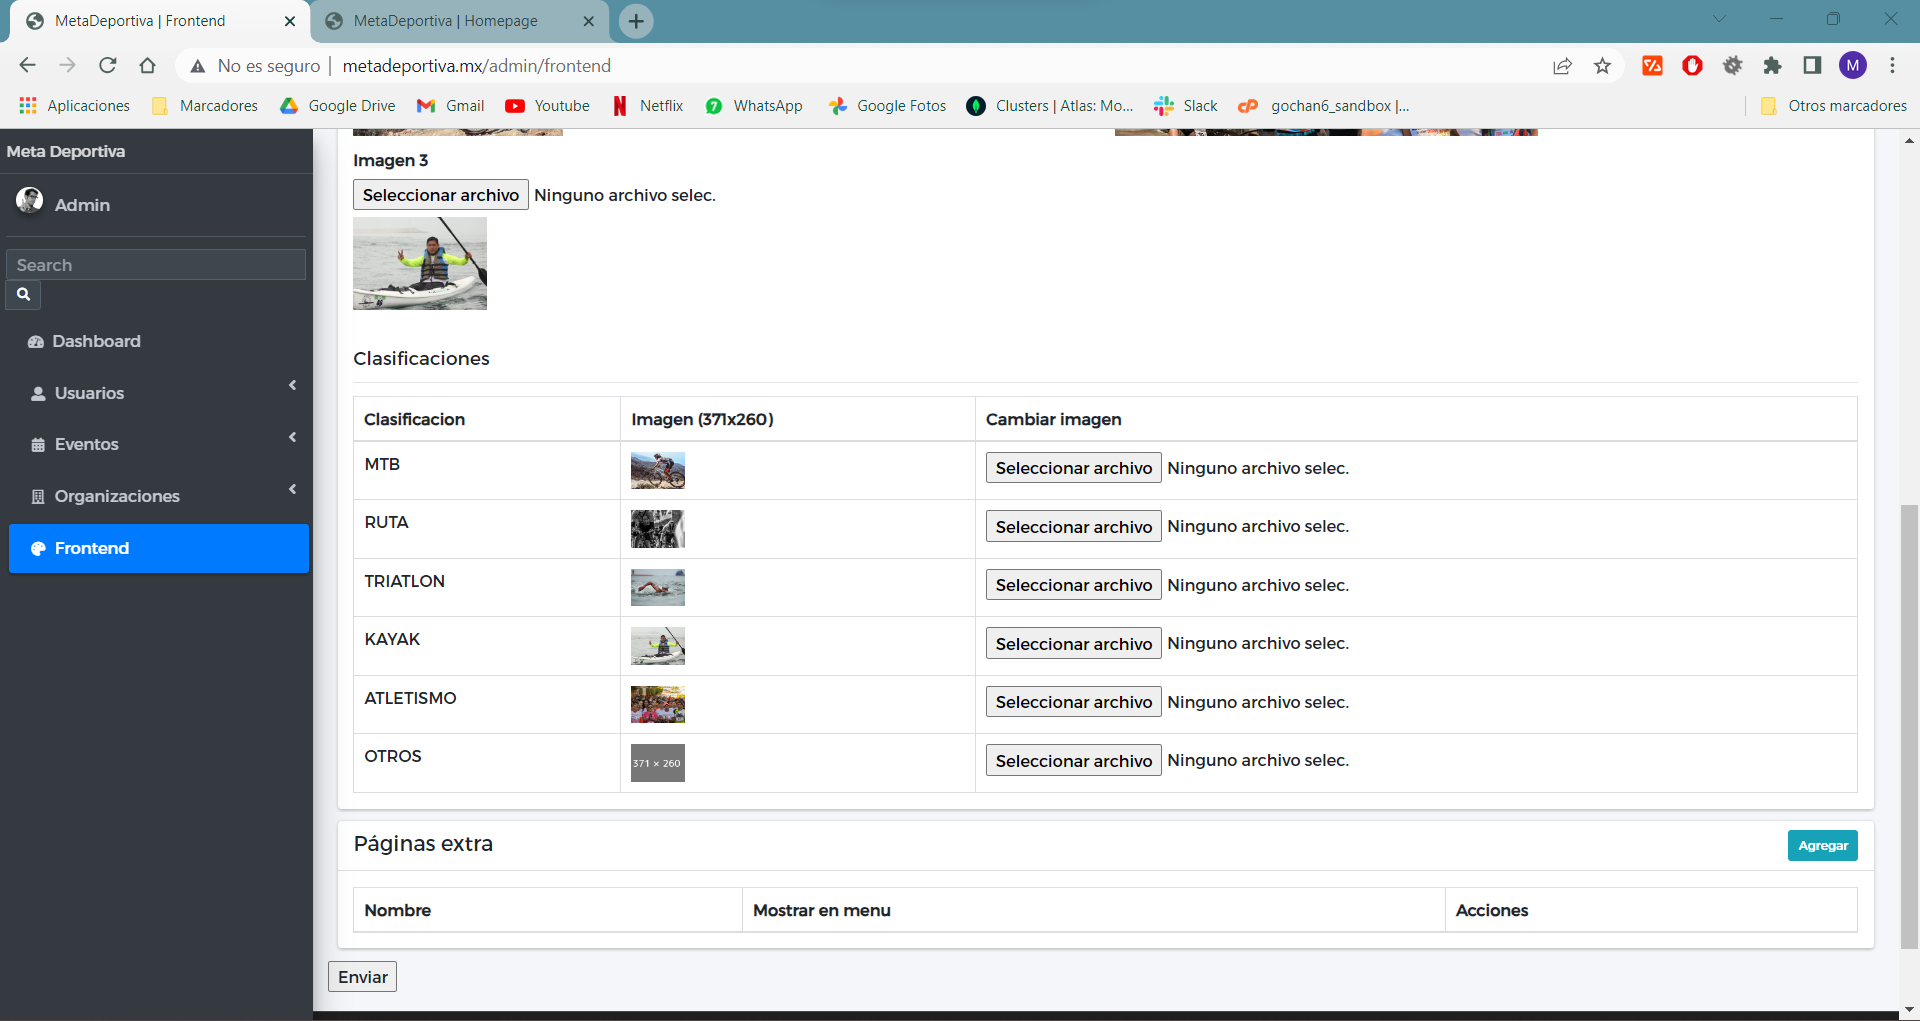 MetaDeportiva | Frontend
MetaDeportiva | Homepage
No es seguro
metadeportiva.mx/admin/frontend
M
Aplicaciones
Marcadores
Google Drive
Gmail
Youtube
Netflix
WhatsApp
Google Fotos
Clusters | Atlas: Mo...
Slack
gochan6_sandbox |...
Otros marcadores
Meta Deportiva
Admin
Search
Dashboard
Usuarios
Eventos
Organizaciones
Frontend
Imagen 3
Seleccionar archivo Ninguno archivo selec.
Clasificaciones
Clasificacion Imagen (371x260) Cambiar imagen
MTB Seleccionar archivo Ninguno archivo selec.
RUTA Seleccionar archivo Ninguno archivo selec.
TRIATLON Seleccionar archivo Ninguno archivo selec.
KAYAK Seleccionar archivo Ninguno archivo selec.
ATLETISMO Seleccionar archivo Ninguno archivo selec.
OTROS 371 × 260 Seleccionar archivo Ninguno archivo selec.
Páginas extra
Agregar
Nombre Mostrar en menu Acciones
Enviar